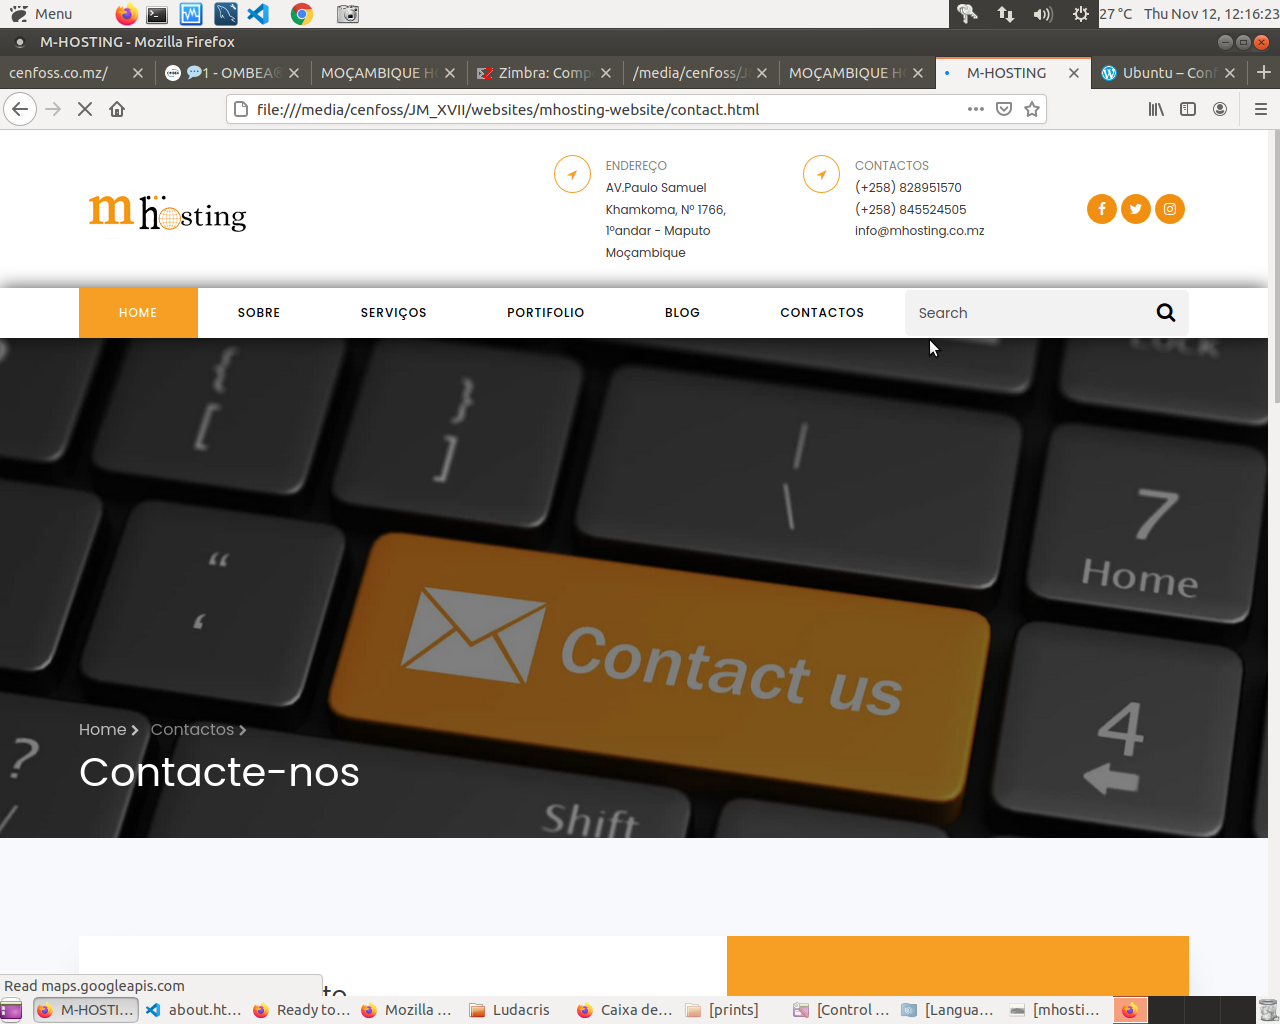 Menu
27 °C Thu Nov 12, 12:16:23
M-HOSTING - Mozilla Firefox
cenfoss.co.mz/
1 - OMBEA®
MOÇAMBIQUE H
Zimbra: Comp
/media/cenfoss/J
MOÇAMBIQUE H
M-HOSTING
Ubuntu – Conf
file:///media/cenfoss/JM_XVII/websites/mhosting-website/contact.html
m hosting
ENDEREÇO
AV.Paulo Samuel
Khamkoma, Nº 1766,
1ºandar - Maputo
Moçambique
CONTACTOS
(+258) 828951570
(+258) 845524505
info@mhosting.co.mz
HOME SOBRE SERVIÇOS PORTIFOLIO BLOG CONTACTOS Search
Lock
{
[
}
]
|
\
7
Home
“
‘
Contact us
4
?
/
Shift
Home Contactos
Contacte-nos
Read maps.googleapis.com
M-HOSTI... about.ht... Ready to... Mozilla ... Ludacris Caixa de... [prints] [Control ... [Langua... [mhosti...